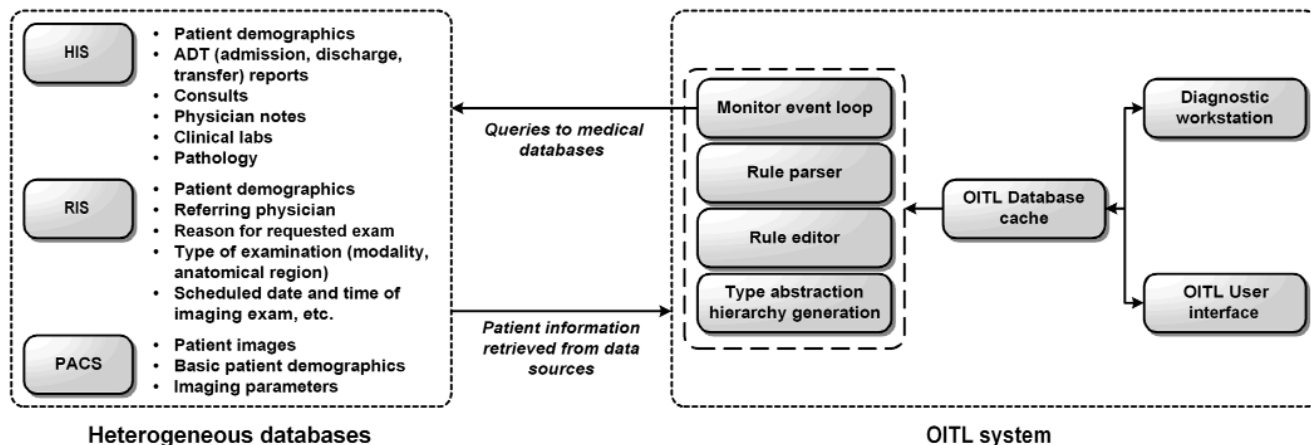 HIS
• Patient demographics
• ADT (admission, discharge,
transfer) reports
• Consults
• Physician notes
• Clinical labs
• Pathology
RIS
• Patient demographics
• Referring physician
• Reason for requested exam
• Type of examination (modality,
anatomical region)
• Scheduled date and time of
imaging exam, etc.
PACS
• Patient images
• Basic patient demographics
• Imaging parameters
Heterogeneous databases
Queries to medical
databases
Patient information
retrieved from data
sources
Monitor event loop
Rule parser
Rule editor
Type abstraction
hierarchy generation
OITL Database
cache
Diagnostic
workstation
OITL User
interface
OITL system